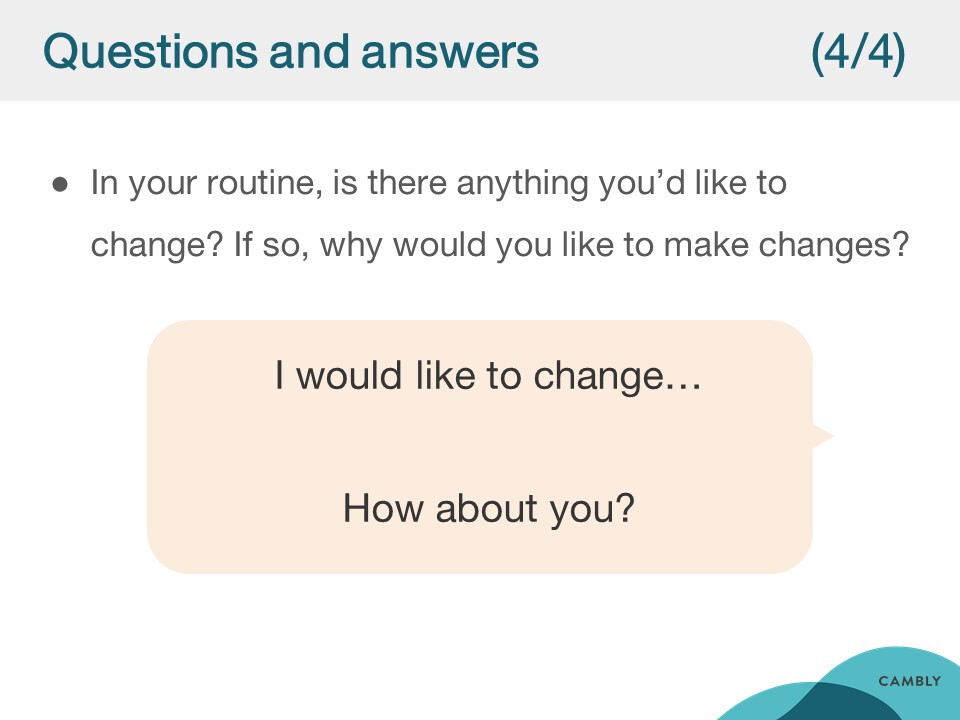 Questions and answers (4/4)
● In your routine, is there anything you’d like to
change? If so, why would you like to make changes?
I would like to change…
How about you?
CAMBLY